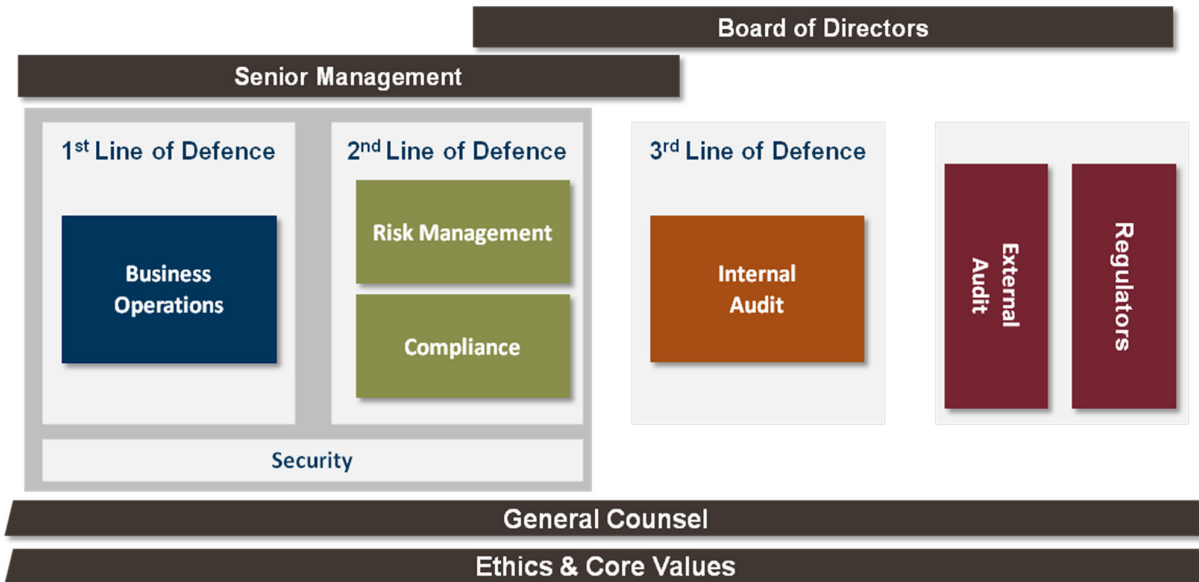 Board of Directors
Senior Management
1st Line of Defence
2nd Line of Defence
3rd Line of Defence
Business
Operations
Risk Management
Compliance
Internal
Audit
External
Audit
Regulators
Security
General Counsel
Ethics & Core Values